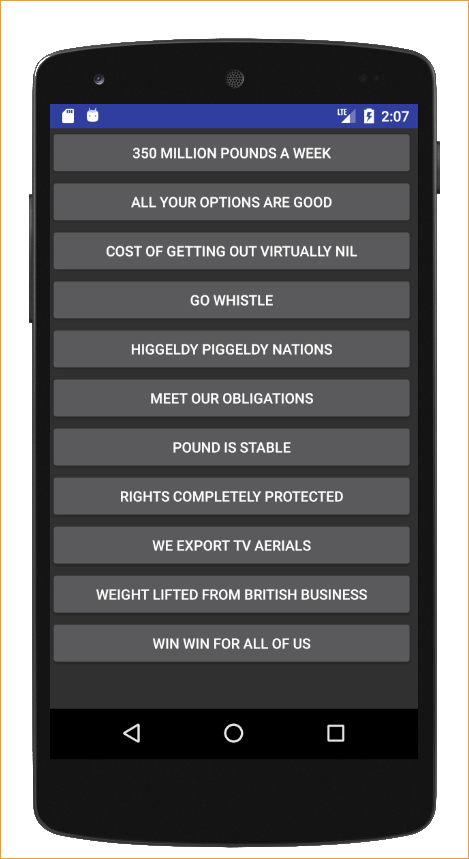 LTE 2:07
350 MILLION POUNDS A WEEK
ALL YOUR OPTIONS ARE GOOD
COST OF GETTING OUT VIRTUALLY NIL
GO WHISTLE
HIGGELDY PIGGELDY NATIONS
MEET OUR OBLIGATIONS
POUND IS STABLE
RIGHTS COMPLETELY PROTECTED
WE EXPORT TV AERIALS
WEIGHT LIFTED FROM BRITISH BUSINESS
WIN WIN FOR ALL OF US